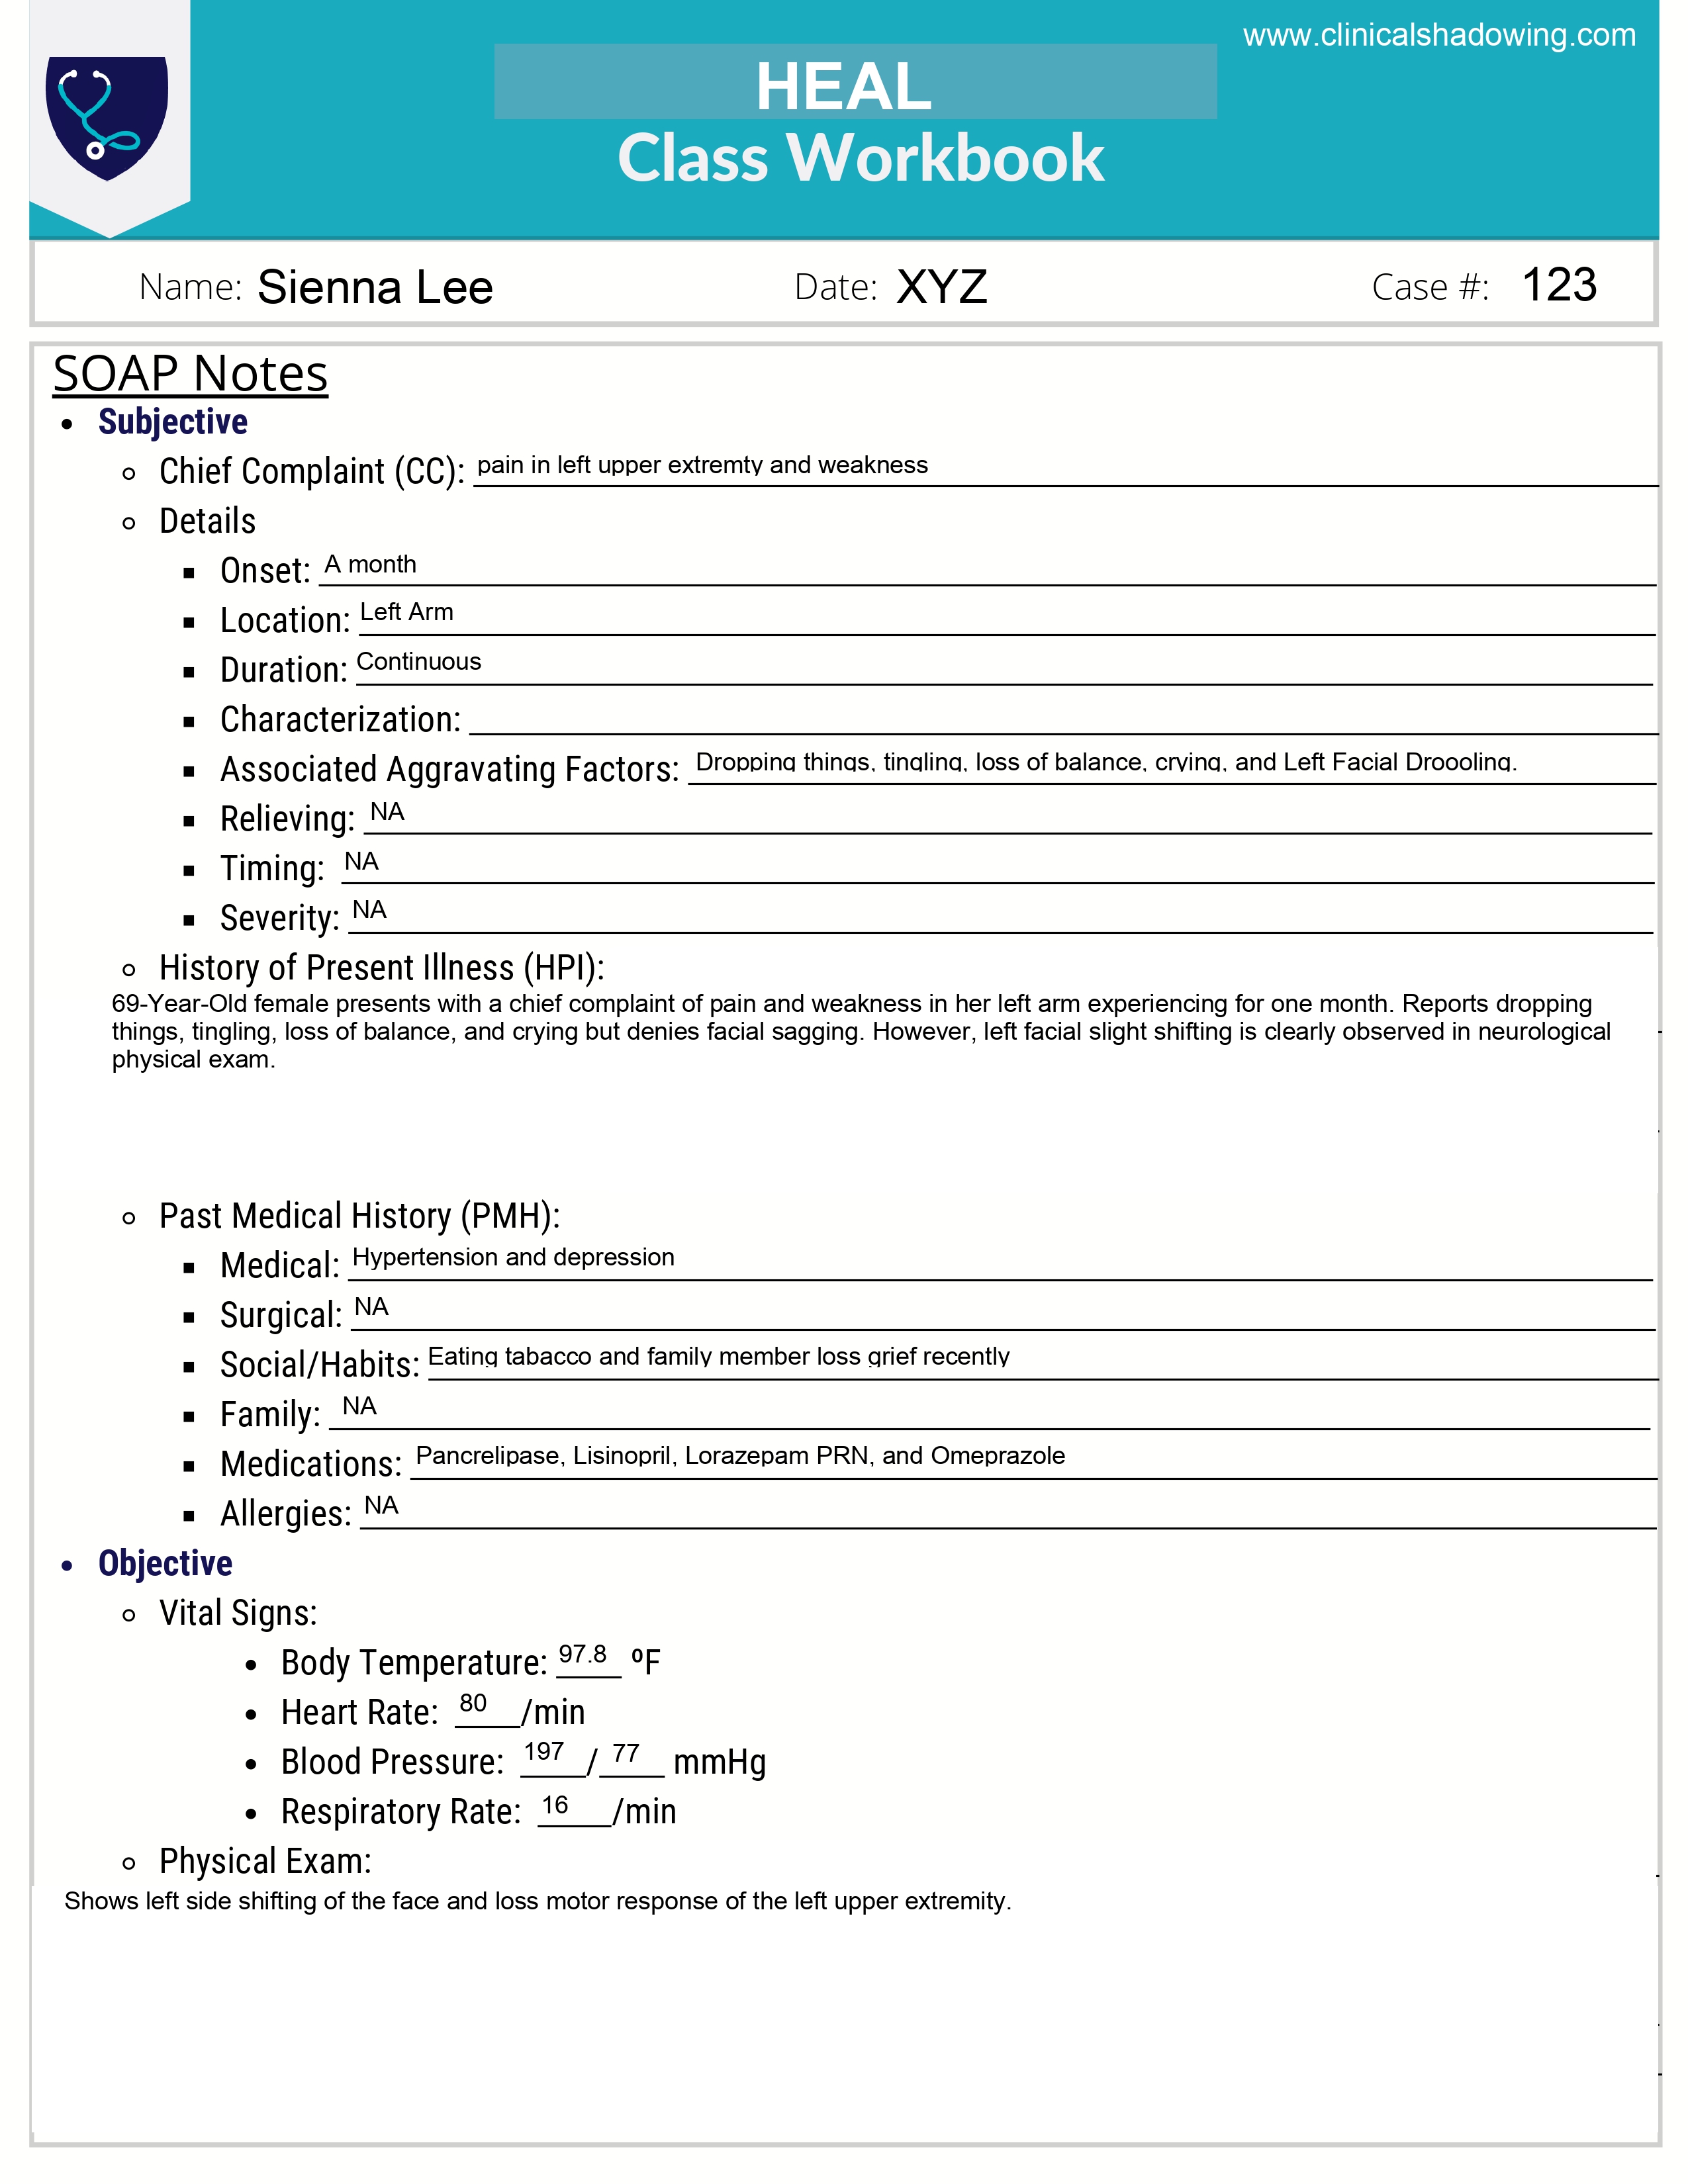 www.clinicalshadowing.com
HEAL
Class Workbook
Name: Sienna Lee Date: XYZ Case #: 123
SOAP Notes
• Subjective
o Chief Complaint (CC): pain in left upper extremty and weakness
o Details
▪ Onset: A month
▪ Location: Left Arm
▪ Duration: Continuous
▪ Characterization:
▪ Associated Aggravating Factors: Dropping things, tingling, loss of balance, crying, and Left Facial Droooling.
▪ Relieving: NA
▪ Timing: NA
▪ Severity: NA
o History of Present Illness (HPI):
69-Year-Old female presents with a chief complaint of pain and weakness in her left arm experiencing for one month. Reports dropping
things, tingling, loss of balance, and crying but denies facial sagging. However, left facial slight shifting is clearly observed in neurological
physical exam.
o Past Medical History (PMH):
▪ Medical: Hypertension and depression
▪ Surgical: NA
▪ Social/Habits: Eating tabacco and family member loss grief recently
▪ Family: NA
▪ Medications: Pancrelipase, Lisinopril, Lorazepam PRN, and Omeprazole
▪ Allergies: NA
• Objective
o Vital Signs:
• Body Temperature: 97.8 ºF
• Heart Rate: 80 /min
• Blood Pressure: 197 / 77 mmHg
• Respiratory Rate: 16 /min
o Physical Exam:
Shows left side shifting of the face and loss motor response of the left upper extremity.